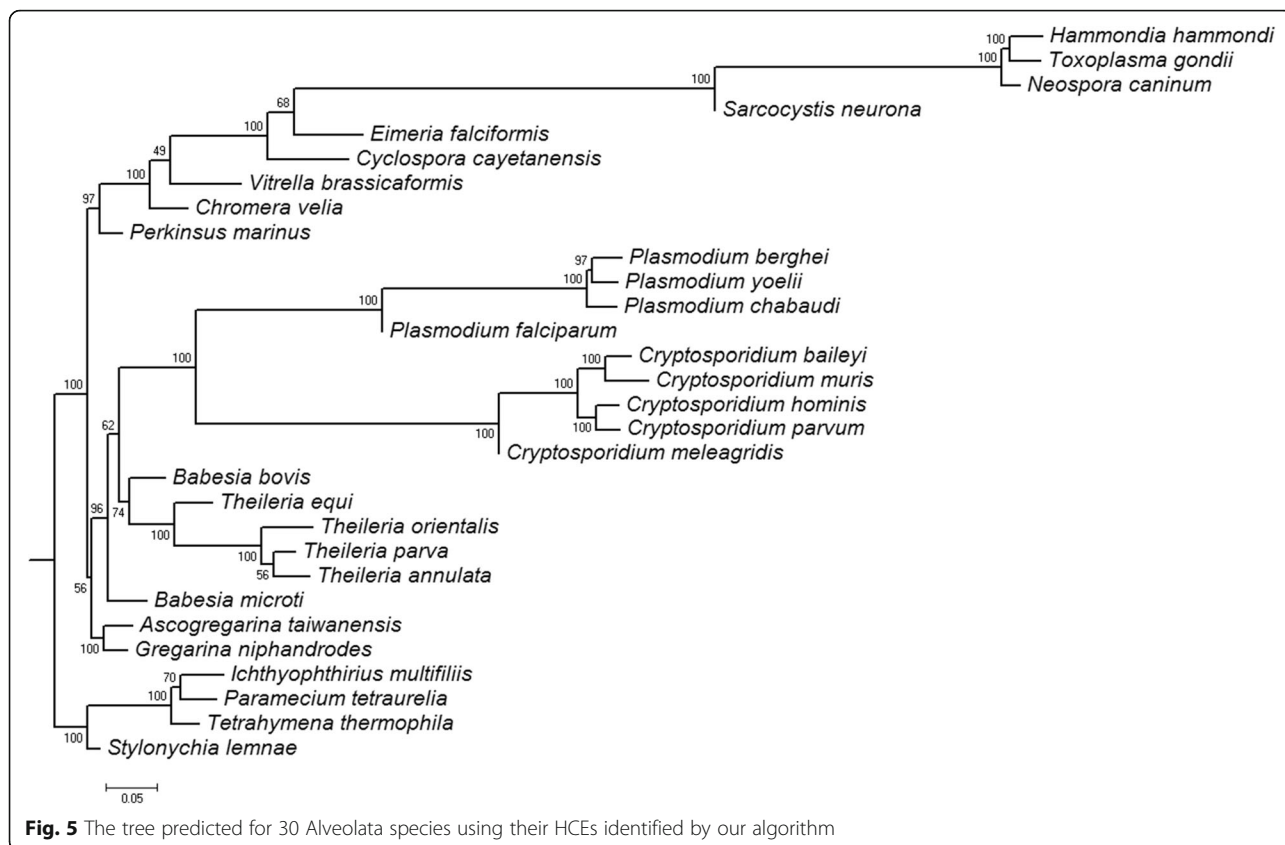 100 Hammondia hammondi
100 Toxoplasma gondii
100 Neospora caninum
Sarcocystis neurona
68
Eimeria falciformis
100 Cyclospora cayetanensis
49
Vitrella brassicaformis
100
Chromera velia
97
Perkinsus marinus
97 Plasmodium berghei
100 Plasmodium yoelii
Plasmodium chabaudi
100
Plasmodium falciparum
100
100 Cryptosporidium baileyi
100 Cryptosporidium muris
Cryptosporidium hominis
100 Cryptosporidium parvum
100 Cryptosporidium meleagridis
100
62
Babesia bovis
74 Theileria equi
96
100 Theileria orientalis
100 Theileria parva
56 Theileria annulata
56 Babesia microti
Ascogregarina taiwanensis
100 Gregarina niphandrodes
70 Ichthyophthirius multifiliis
100 Paramecium tetraurelia
Tetrahymena thermophila
100 Stylonychia lemnae
0.05
Fig. 5 The tree predicted for 30 Alveolata species using their HCEs identified by our algorithm